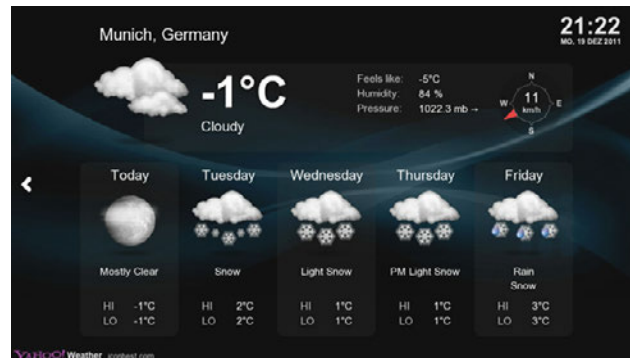 Munich, Germany
21:22
MO. 19 DEZ 2011
-1°C
Cloudy
Feels like: -5°C
Humidity: 84 %
Pressure: 1022.3 mb →
N
W 11 E
km/h
S
Today Tuesday Wednesday Thursday Friday
Mostly Clear Snow Light Snow PM Light Snow Rain
Snow
HI -1°C HI 2°C HI 1°C HI 1°C HI 3°C
LO -1°C LO 2°C LO 1°C LO 1°C LO 3°C
YAHOO! Weather iconbest.com